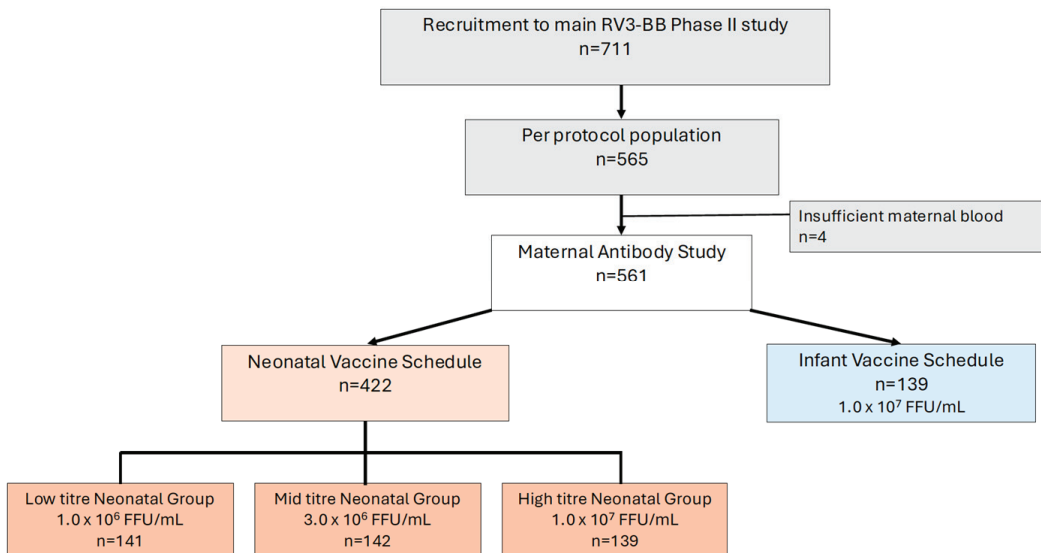 Recruitment to main RV3-BB Phase II study
n=711
Per protocol population
n=565
Insufficient maternal blood
n=4
Maternal Antibody Study
n=561
Neonatal Vaccine Schedule
n=422
Infant Vaccine Schedule
n=139
1.0 x 10⁷ FFU/mL
Low titre Neonatal Group
1.0 x 10⁶ FFU/mL
n=141
Mid titre Neonatal Group
3.0 x 10⁶ FFU/mL
n=142
High titre Neonatal Group
1.0 x 10⁷ FFU/mL
n=139